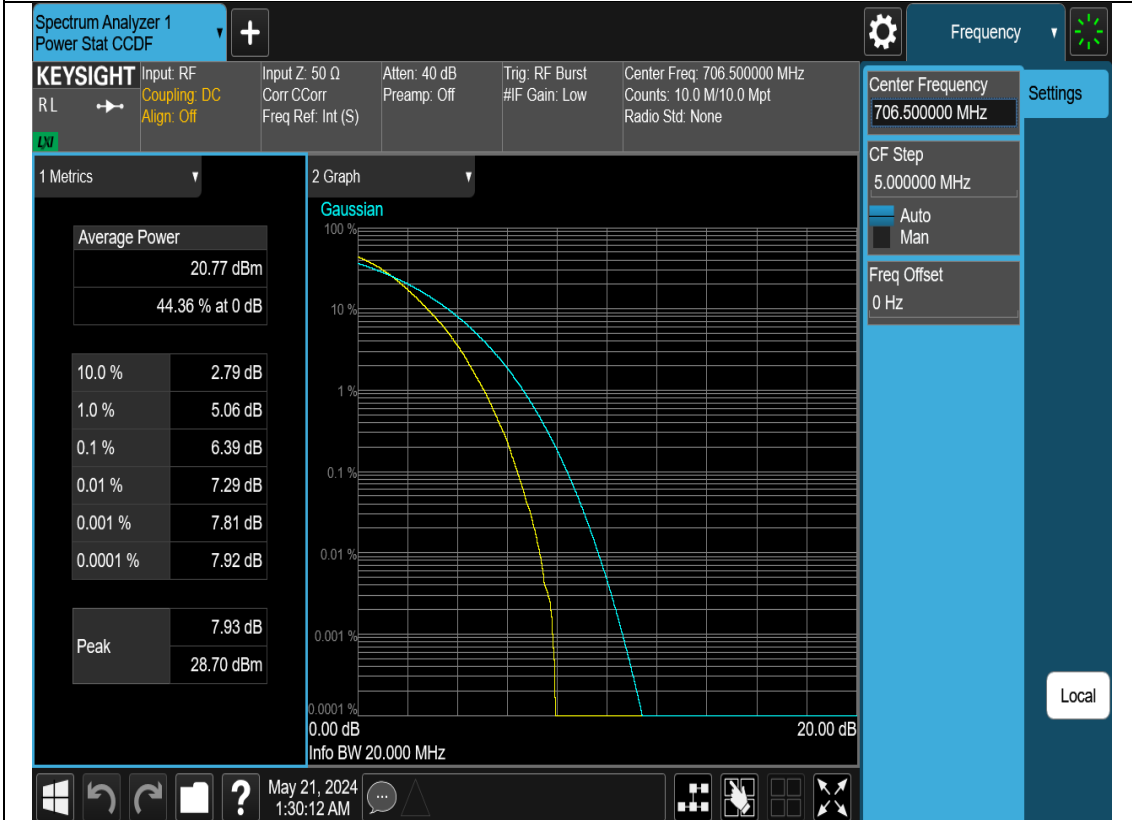 Spectrum Analyzer 1
Power Stat CCDF
+
Frequency
KEYSIGHT
RL
LXI
Input: RF
Coupling: DC
Align: Off
Input Z: 50 Ω
Corr CCorr
Freq Ref: Int (S)
Atten: 40 dB
Preamp: Off
Trig: RF Burst
#IF Gain: Low
Center Freq: 706.500000 MHz
Counts: 10.0 M/10.0 Mpt
Radio Std: None
Center Frequency
706.500000 MHz
Settings
CF Step
5.000000 MHz
Auto
Man
Freq Offset
0 Hz
Local
1 Metrics
Average Power
20.77 dBm
44.36 % at 0 dB
10.0 % 2.79 dB
1.0 % 5.06 dB
0.1 % 6.39 dB
0.01 % 7.29 dB
0.001 % 7.81 dB
0.0001 % 7.92 dB
Peak
7.93 dB
28.70 dBm
2 Graph
Gaussian
100 %
10 %
1 %
0.1 %
0.01 %
0.001 %
0.0001 %
0.00 dB 20.00 dB
Info BW 20.000 MHz
?
May 21, 2024
1:30:12 AM